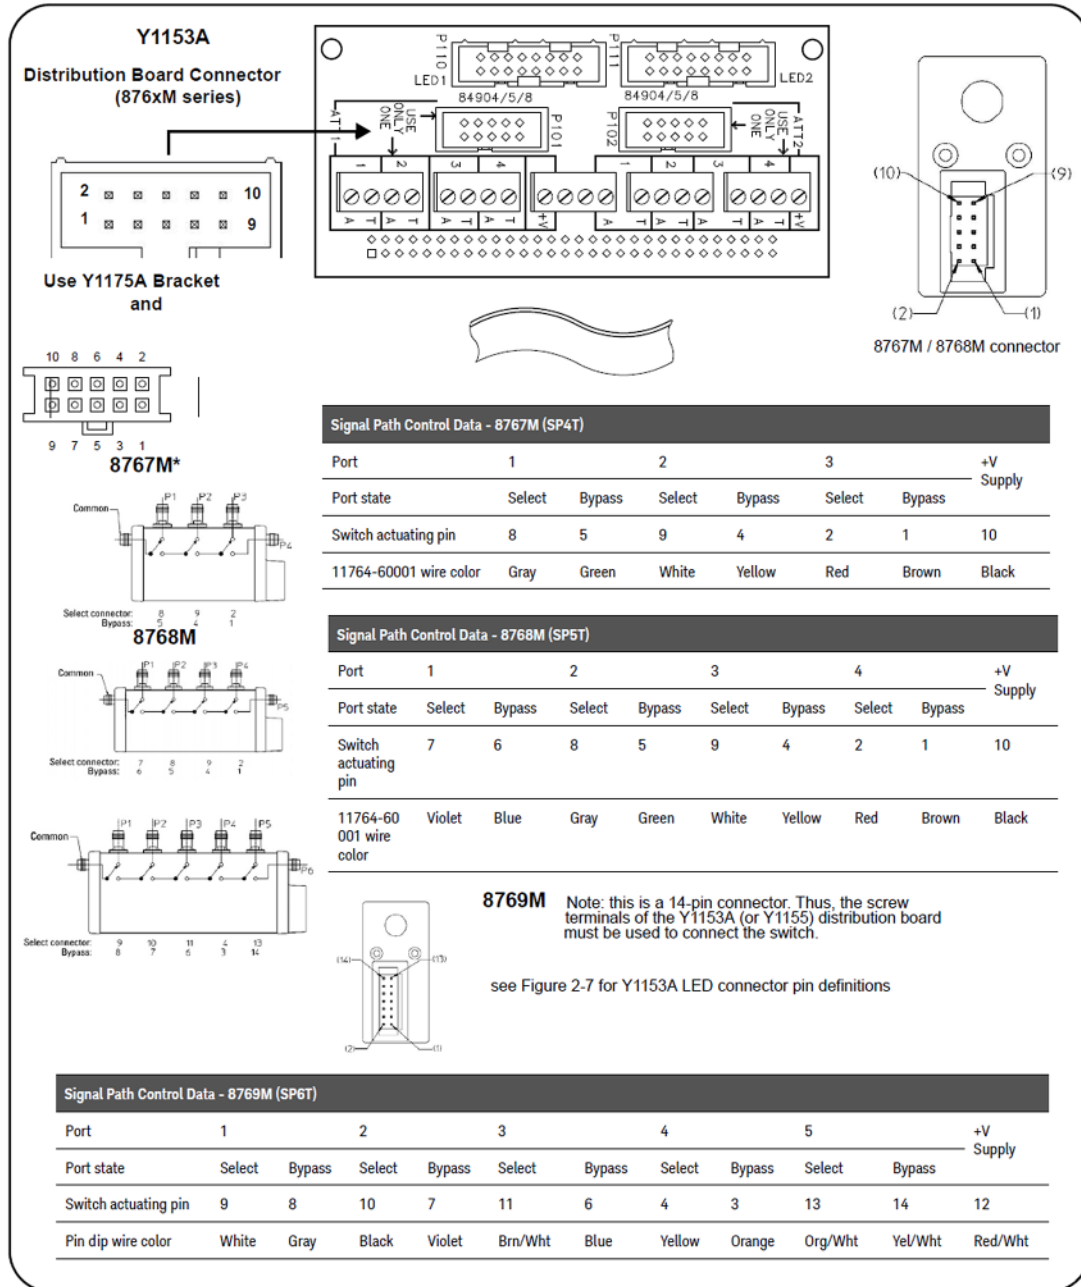 Y1153A
Distribution Board Connector
(876xM series)
2 10
1 9
Use Y1175A Bracket
and
P110
P111
LED1
LED2
84904/5/8
84904/5/8
ATT1
USE ONLY ONE
P101
P102
USE ONLY ONE
ATT2
1 2 3 4 1 2 3 4
A T A T A T A T +V A T A T A T A T +V
(10) (9)
(2) (1)
8767M / 8768M connector
10 8 6 4 2
9 7 5 3 1
8767M*
P1 P2 P3
Common
P4
Select connector: 8 9 2
Bypass: 5 4 1
Signal Path Control Data - 8767M (SP4T)
Port 1 2 3 +V Supply
Port state Select Bypass Select Bypass Select Bypass
Switch actuating pin 8 5 9 4 2 1 10
11764-60001 wire color Gray Green White Yellow Red Brown Black
8768M
P1 P2 P3 P4
Common
P5
Select connector: 7 8 9 2
Bypass: 6 5 4 1
Signal Path Control Data - 8768M (SP5T)
Port 1 2 3 4 +V Supply
Port state Select Bypass Select Bypass Select Bypass Select Bypass
Switch actuating pin 7 6 8 5 9 4 2 1 10
11764-60 001 wire color Violet Blue Gray Green White Yellow Red Brown Black
P1 P2 P3 P4 P5
Common
P6
Select connector: 9 10 11 4 13
Bypass: 8 7 6 3 14
8769M Note: this is a 14-pin connector. Thus, the screw
terminals of the Y1153A (or Y1155) distribution board
must be used to connect the switch.
(14) (13)
(2) (1)
see Figure 2-7 for Y1153A LED connector pin definitions
Signal Path Control Data - 8769M (SP6T)
Port 1 2 3 4 5 +V Supply
Port state Select Bypass Select Bypass Select Bypass Select Bypass Select Bypass
Switch actuating pin 9 8 10 7 11 6 4 3 13 14 12
Pin dip wire color White Gray Black Violet Brn/Wht Blue Yellow Orange Org/Wht Yel/Wht Red/Wht